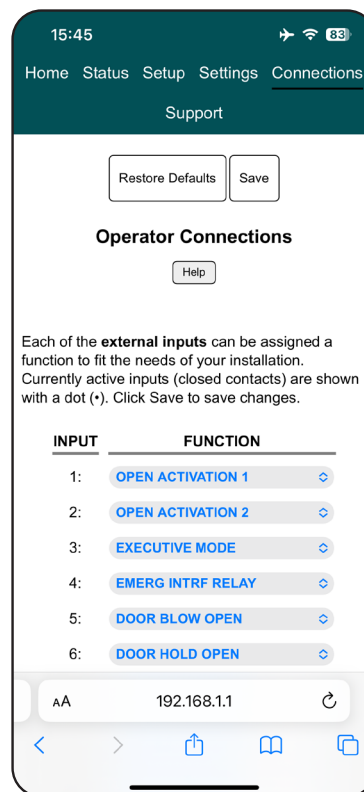 15:45
83
Home Status Setup Settings Connections
Support
Restore Defaults Save
Operator Connections
Help
Each of the external inputs can be assigned a
function to fit the needs of your installation.
Currently active inputs (closed contacts) are shown
with a dot (•). Click Save to save changes.
INPUT FUNCTION
1: OPEN ACTIVATION 1
2: OPEN ACTIVATION 2
3: EXECUTIVE MODE
4: EMERG INTRF RELAY
5: DOOR BLOW OPEN
6: DOOR HOLD OPEN
AA 192.168.1.1